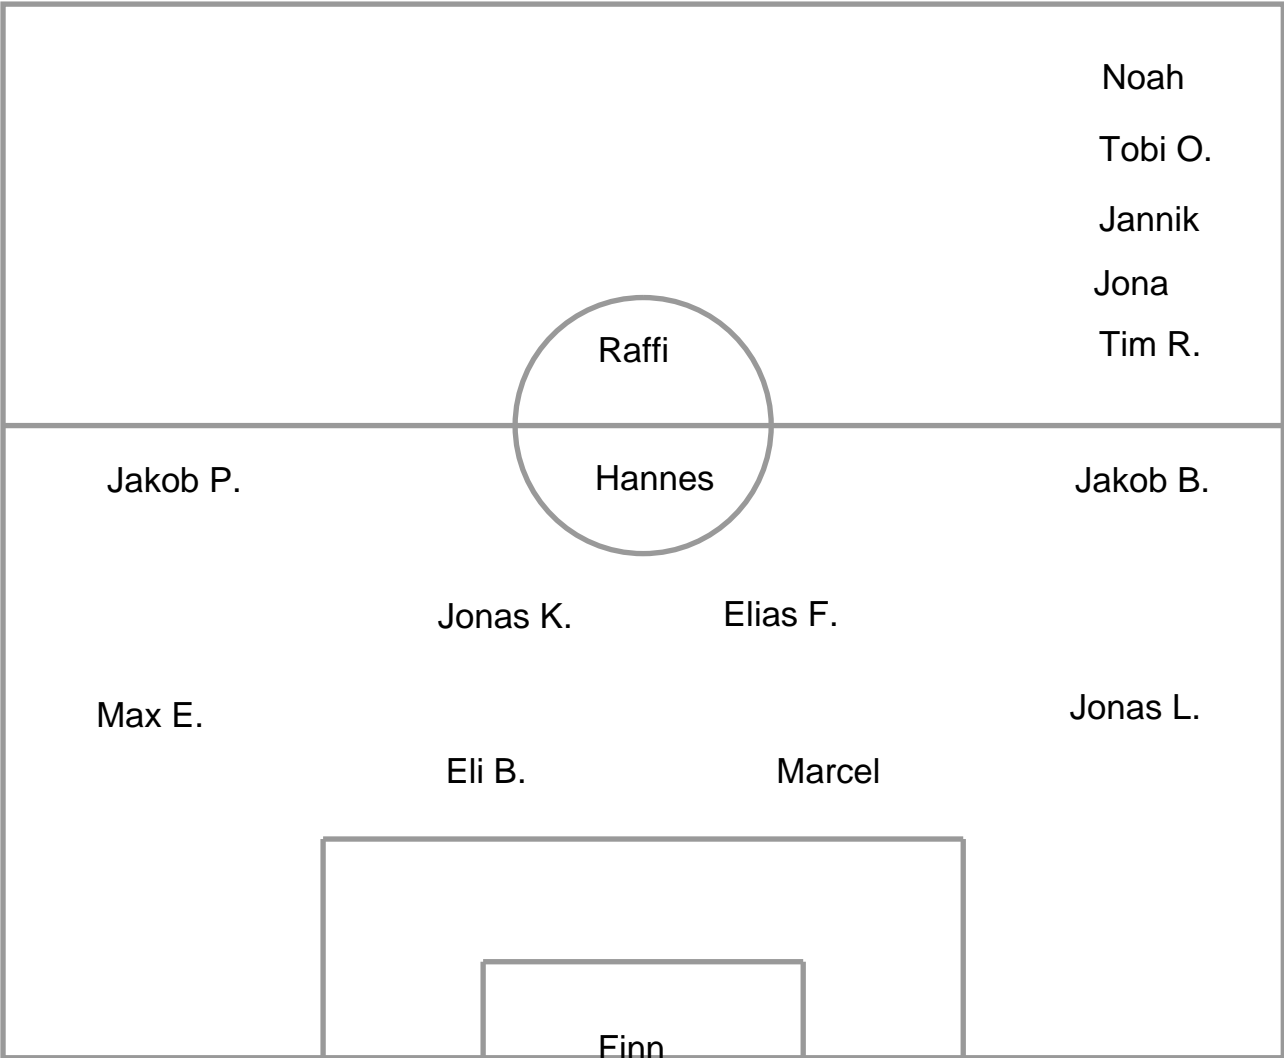 Noah
Tobi O.
Jannik
Jona
Tim R.
Raffi
Jakob P.
Hannes
Jakob B.
Jonas K.
Elias F.
Max E.
Jonas L.
Eli B.
Marcel
Finn